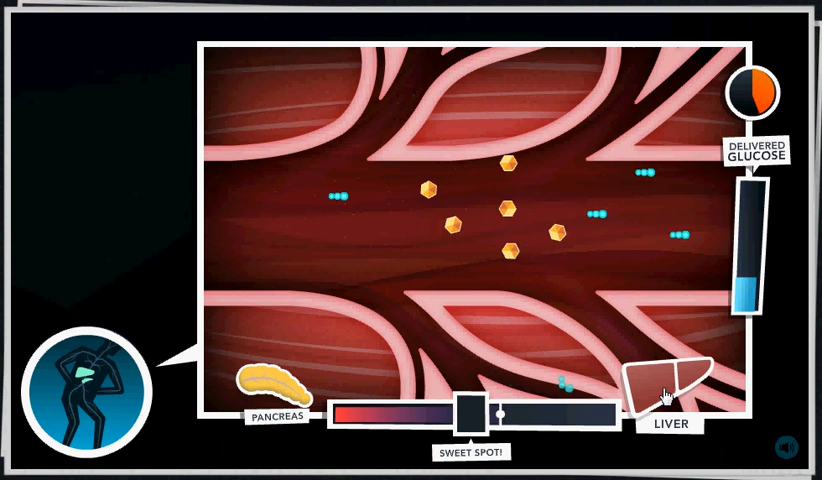 DELIVERED
GLUCOSE
PANCREAS
LIVER
SWEET SPOT!